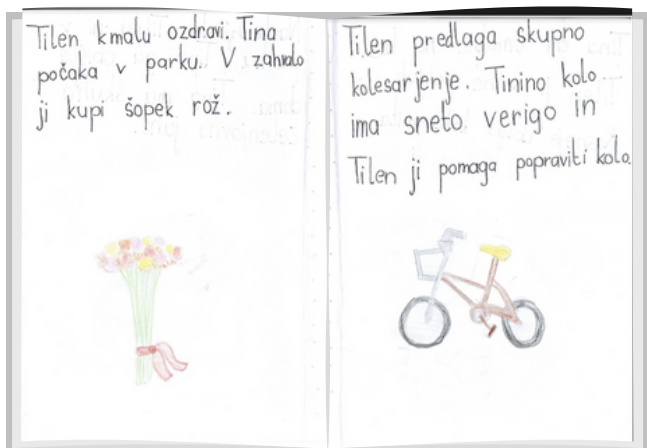 Tilen kmalu ozdravi. Tina
počaka v parku. V zahvalo
ji kupi šopek rož.
Tilen predlaga skupno
kolesarjenje. Tinino kolo
ima sneto verigo in
Tilen ji pomaga popraviti kolo.